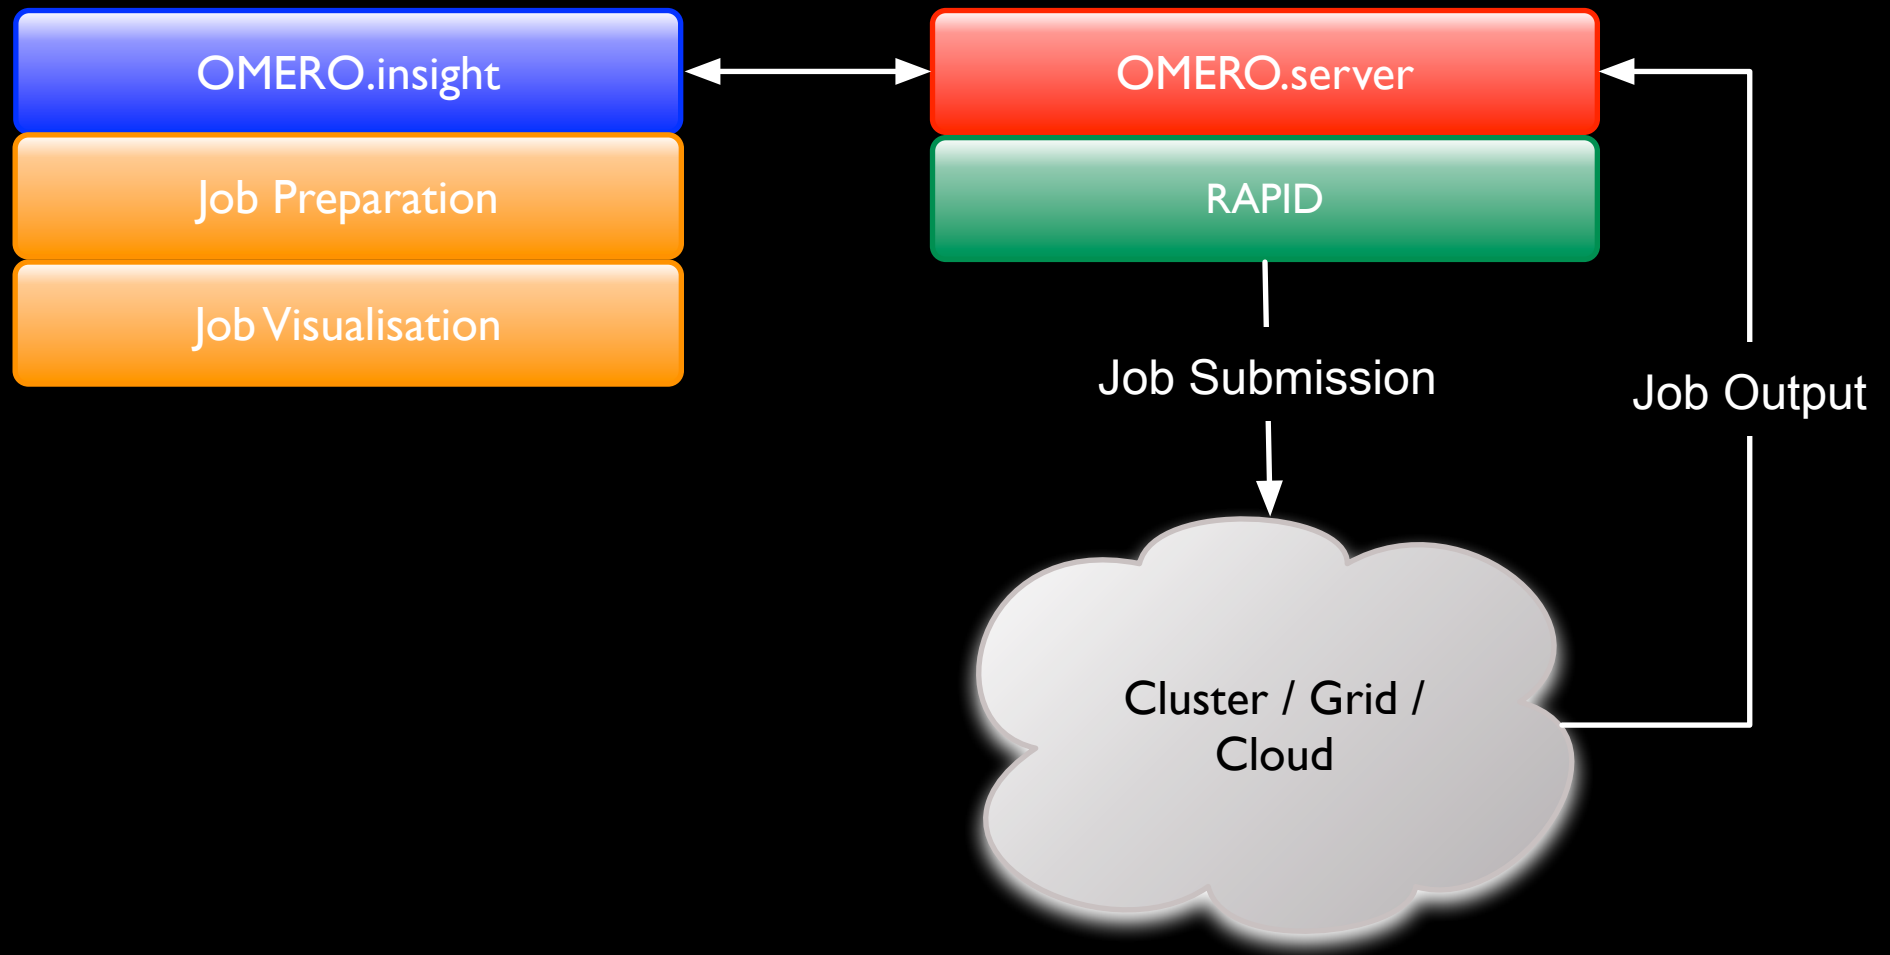 OMERO.insight
Job Preparation
Job Visualisation
OMERO.server
RAPID
Job Submission
Job Output
Cluster / Grid /
Cloud